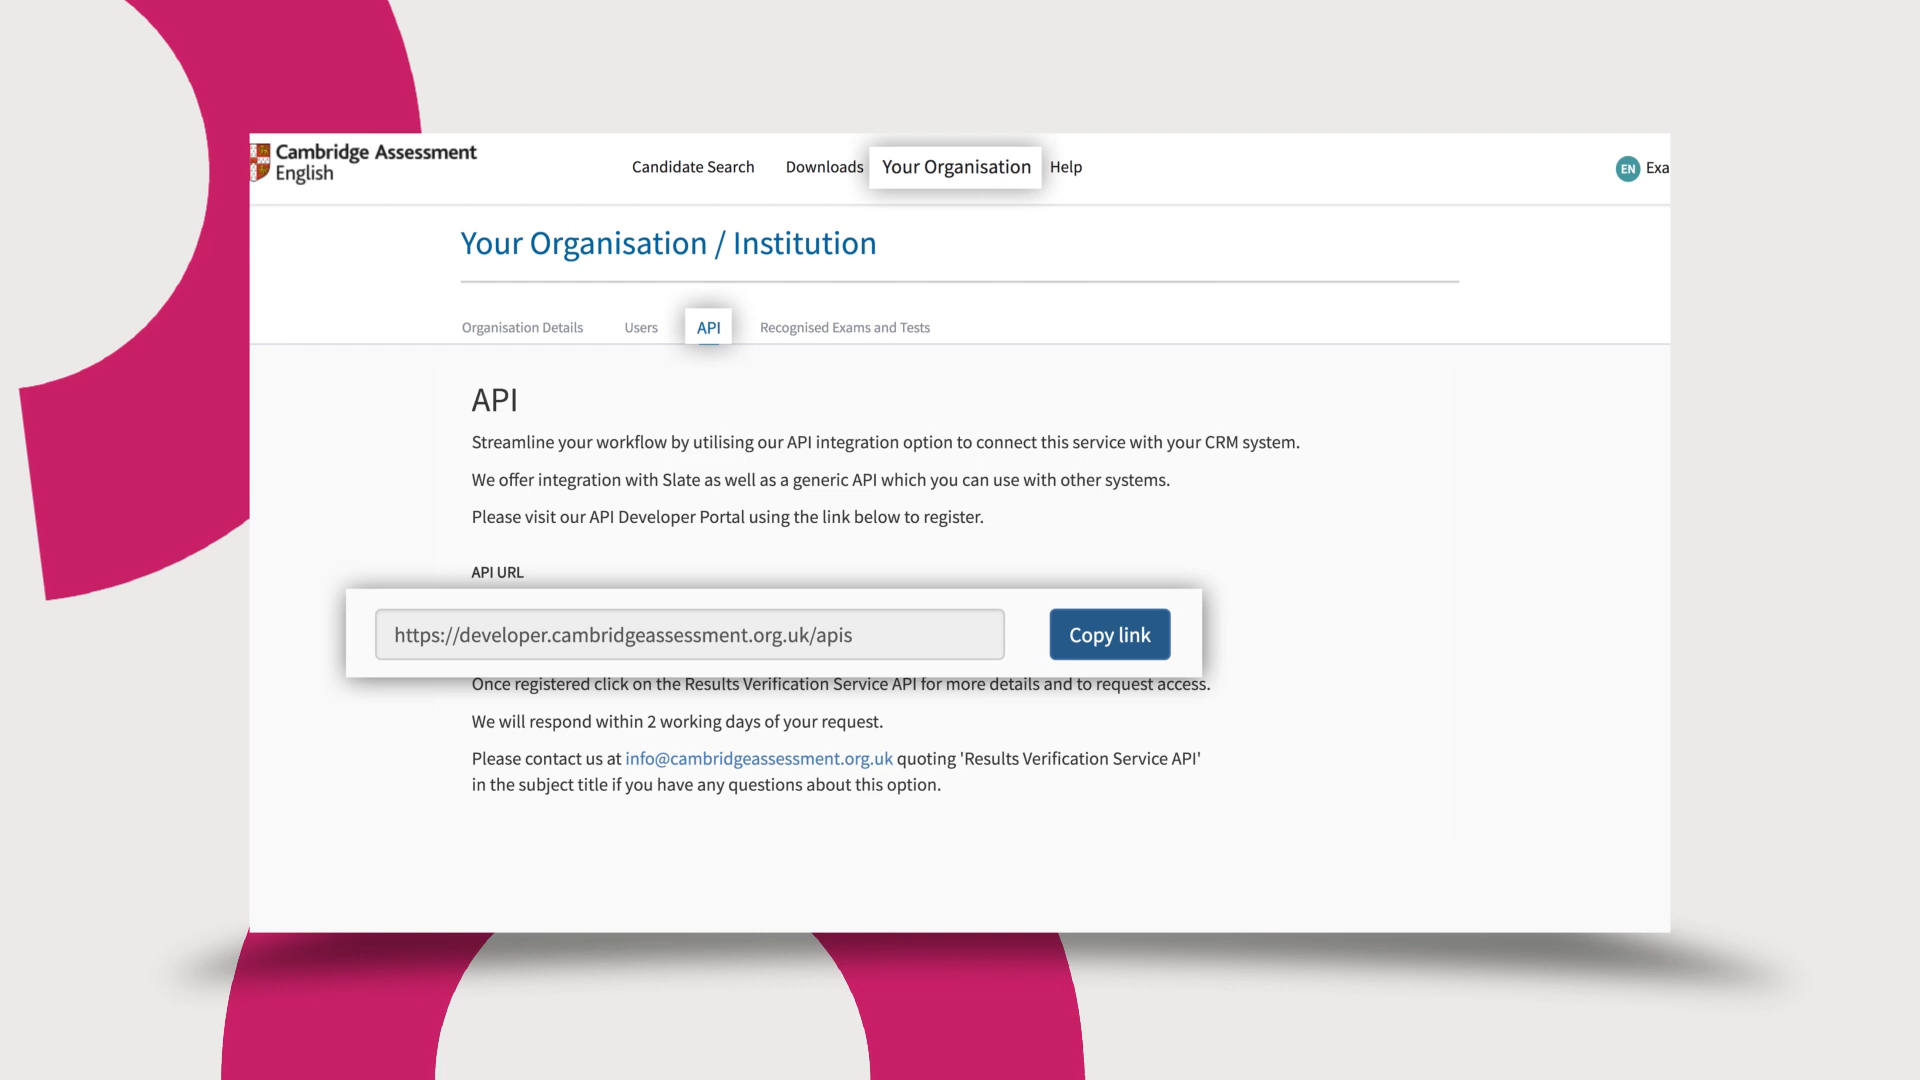 Cambridge Assessment
English
Candidate Search
Downloads
Your Organisation
Help
EN
Exa
Your Organisation / Institution
Organisation Details
Users
API
Recognised Exams and Tests
API
Streamline your workflow by utilising our API integration option to connect this service with your CRM system.
We offer integration with Slate as well as a generic API which you can use with other systems.
Please visit our API Developer Portal using the link below to register.
API URL
https://developer.cambridgeassessment.org.uk/apis
Copy link
Once registered click on the Results Verification Service API for more details and to request access.
We will respond within 2 working days of your request.
Please contact us at info@cambridgeassessment.org.uk quoting 'Results Verification Service API'
in the subject title if you have any questions about this option.